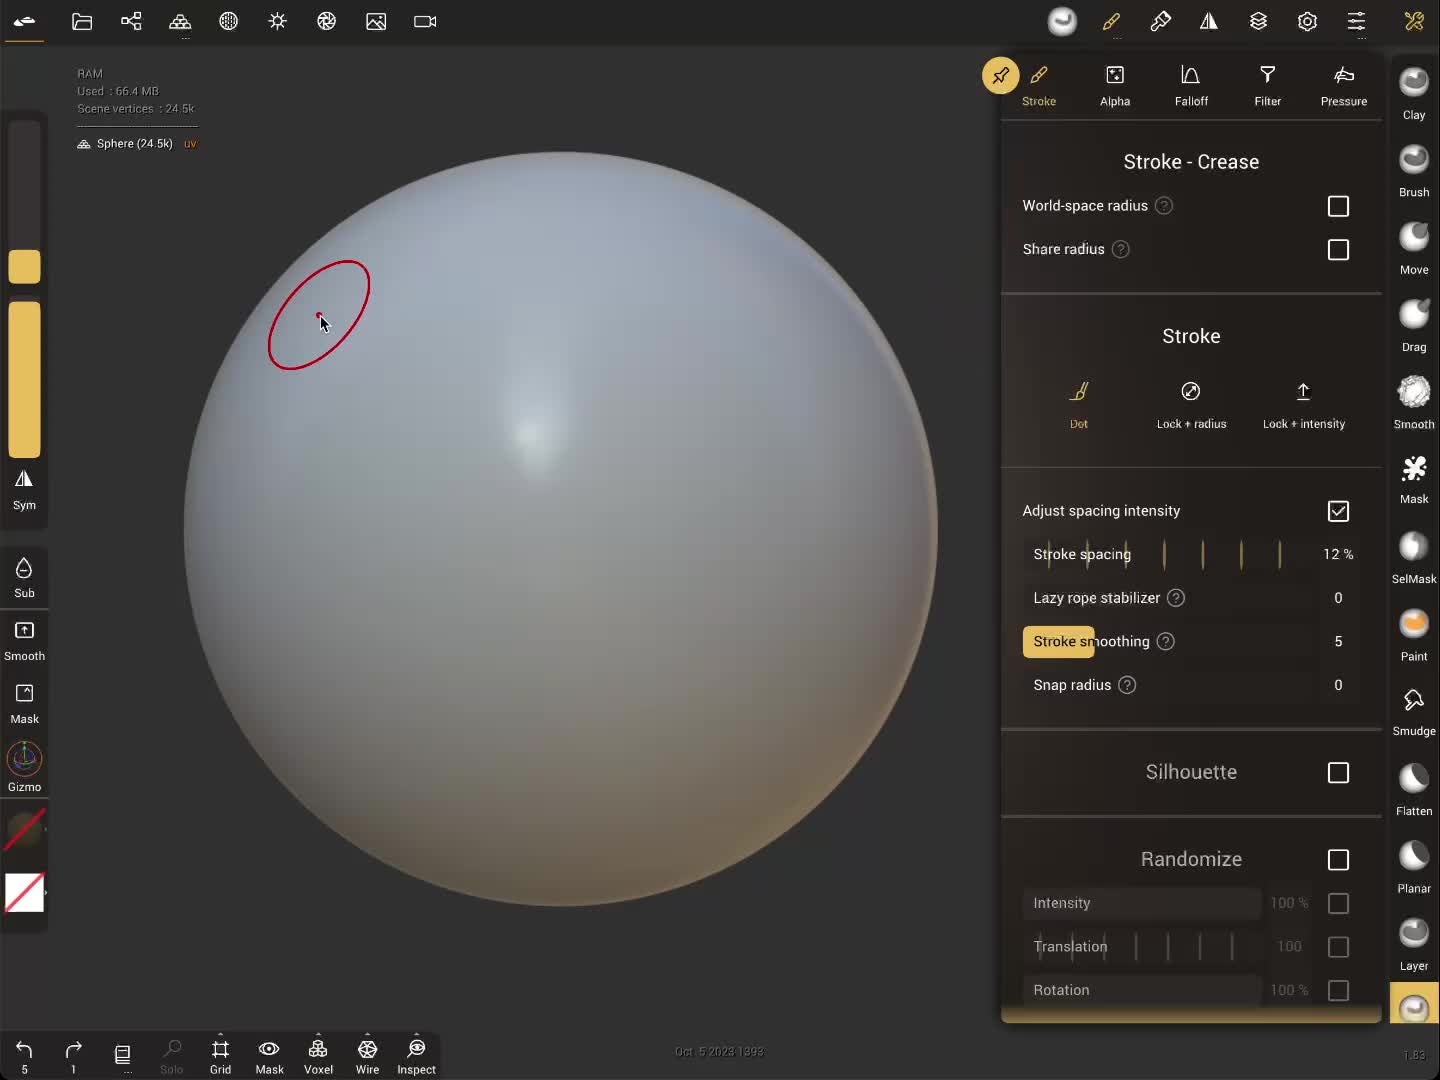 RAM
Used : 66.4 MB
Scene vertices : 24.5k
Sphere (24.5k) uv
Sym
Sub
Smooth
Mask
Gizmo
Stroke
Alpha
Falloff
Filter
Pressure
Stroke - Crease
World-space radius ?
Share radius ?
Stroke
Dot
Lock + radius
Lock + intensity
Adjust spacing intensity
Stroke spacing 12 %
Lazy rope stabilizer ? 0
Stroke smoothing ? 5
Snap radius ? 0
Silhouette
Randomize
Intensity 100 %
Translation 100
Rotation 100 %
Clay
Brush
Move
Drag
Smooth
Mask
SelMask
Paint
Smudge
Flatten
Planar
Layer
5
1
...
Solo
Grid
Mask
Voxel
Wire
Inspect
Oct 5 2023 1393
1.83